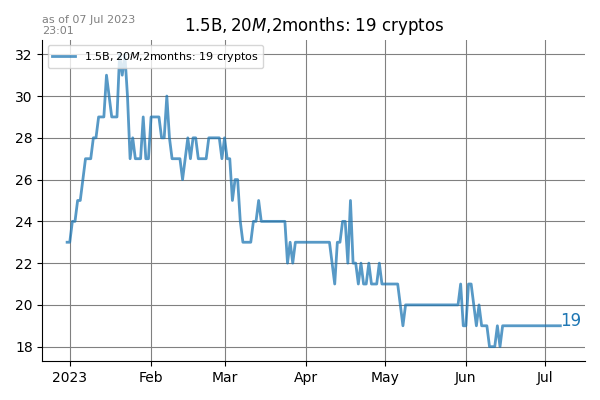 as of 07 Jul 2023
23:01
1.5B, 20M,2months: 19 cryptos
1.5B, 20M,2months: 19 cryptos
32
30
28
26
24
22
20
18
19
2023 Feb Mar Apr May Jun Jul